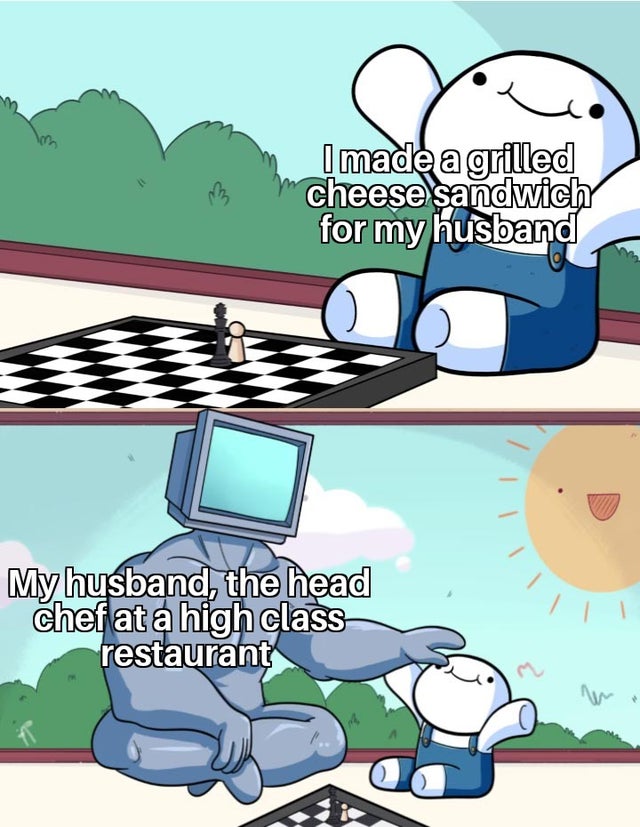 I made a grilled
cheese sandwich
for my husband
My husband, the head
chef at a high class
restaurant